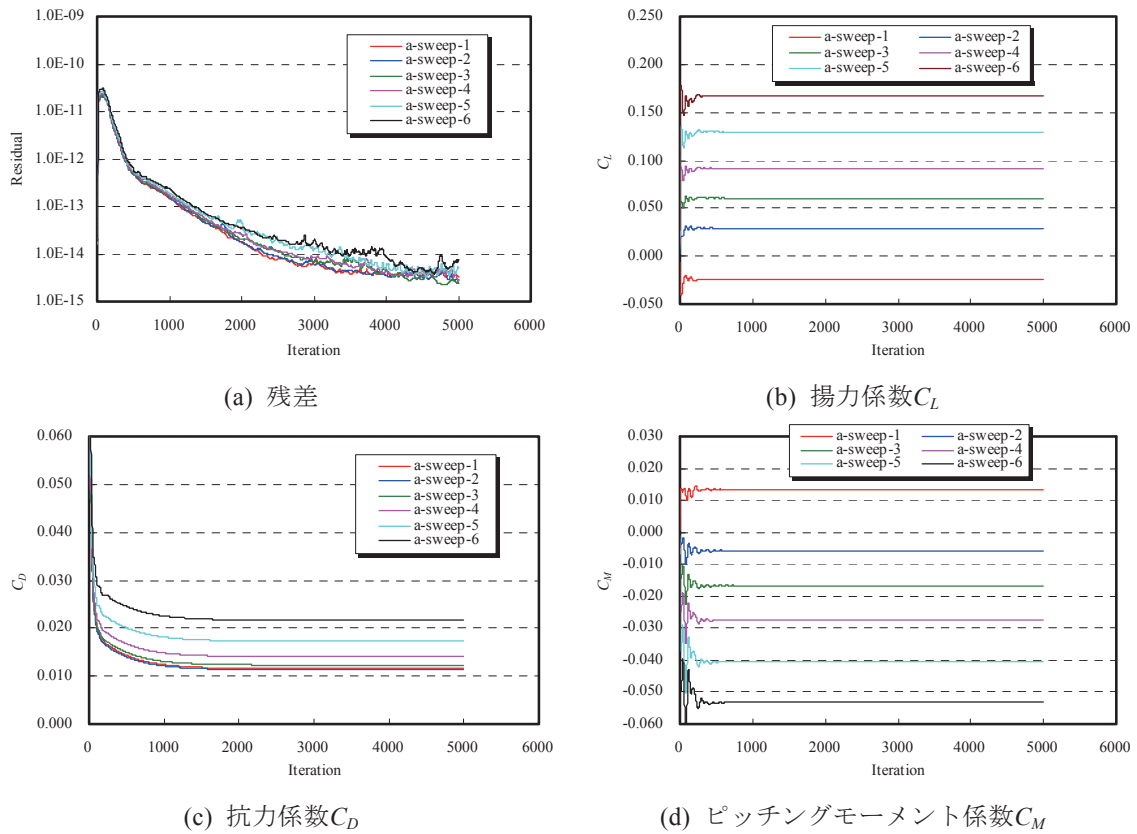 1.0E-09
1.0E-10
1.0E-11
1.0E-12
1.0E-13
1.0E-14
1.0E-15
Residual
a-sweep-1
a-sweep-2
a-sweep-3
a-sweep-4
a-sweep-5
a-sweep-6
0 1000 2000 3000 4000 5000 6000
Iteration
(a) 残差
0.250
0.200
0.150
0.100
0.050
0.000
-0.050
CL
a-sweep-1 a-sweep-2
a-sweep-3 a-sweep-4
a-sweep-5 a-sweep-6
0 1000 2000 3000 4000 5000 6000
Iteration
(b) 揚力係数CL
0.060
0.050
0.040
0.030
0.020
0.010
0.000
CD
a-sweep-1
a-sweep-2
a-sweep-3
a-sweep-4
a-sweep-5
a-sweep-6
0 1000 2000 3000 4000 5000 6000
Iteration
(c) 抗力係数CD
0.030
0.020
0.010
0.000
-0.010
-0.020
-0.030
-0.040
-0.050
-0.060
CM
a-sweep-1 a-sweep-2
a-sweep-3 a-sweep-4
a-sweep-5 a-sweep-6
0 1000 2000 3000 4000 5000 6000
Iteration
(d) ピッチングモーメント係数CM